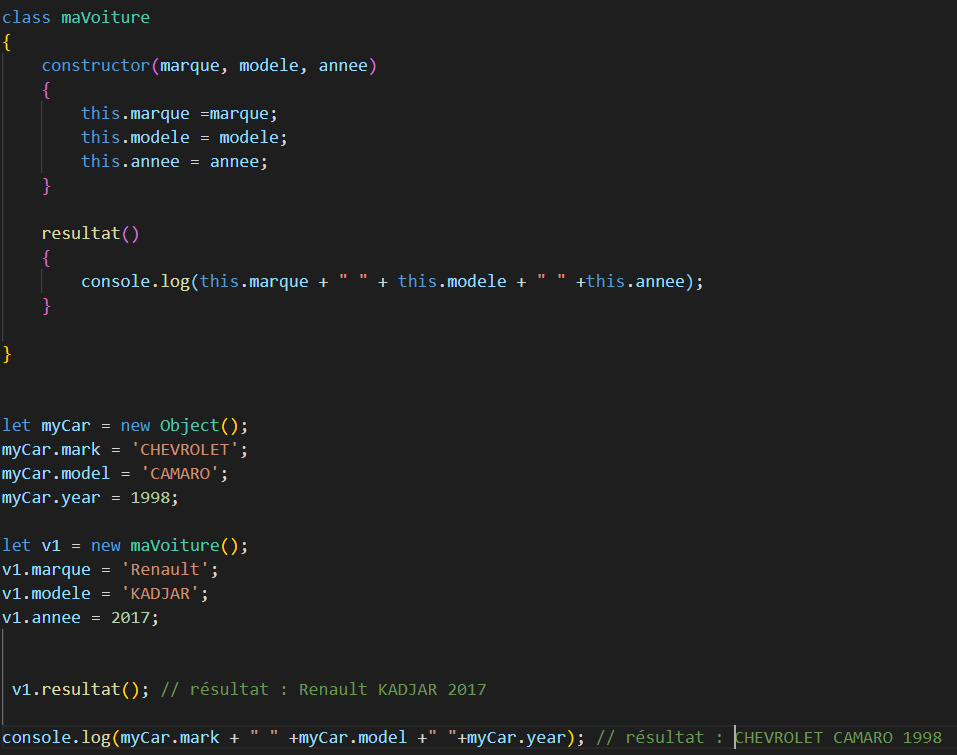 class maVoiture
{
constructor(marque, modele, annee)
{
this.marque =marque;
this.modele = modele;
this.annee = annee;
}
resultat()
{
console.log(this.marque + " " + this.modele + " " +this.annee);
}
}
let myCar = new Object();
myCar.mark = 'CHEVROLET';
myCar.model = 'CAMARO';
myCar.year = 1998;
let v1 = new maVoiture();
v1.marque = 'Renault';
v1.modele = 'KADJAR';
v1.annee = 2017;
v1.resultat(); // résultat : Renault KADJAR 2017
console.log(myCar.mark + " " +myCar.model +" "+myCar.year); // résultat : CHEVROLET CAMARO 1998